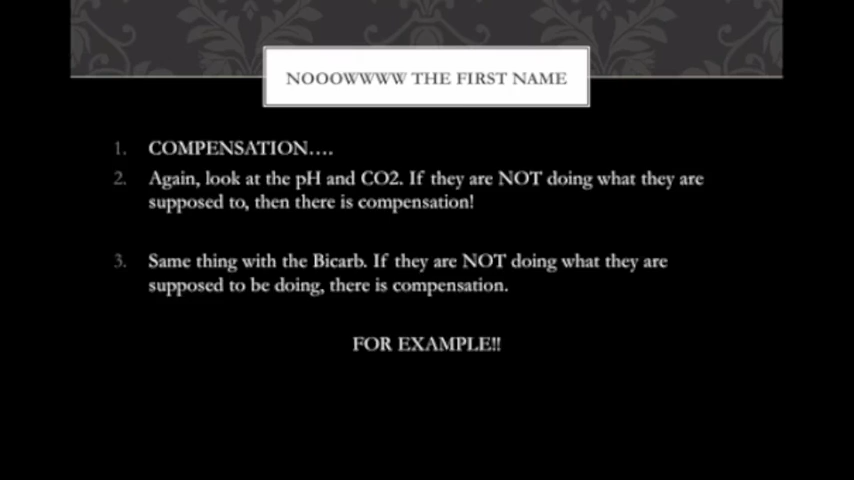 NOOOWWWW THE FIRST NAME
1. COMPENSATION....
2. Again, look at the pH and CO2. If they are NOT doing what they are
supposed to, then there is compensation!
3. Same thing with the Bicarb. If they are NOT doing what they are
supposed to be doing, there is compensation.
FOR EXAMPLE!!